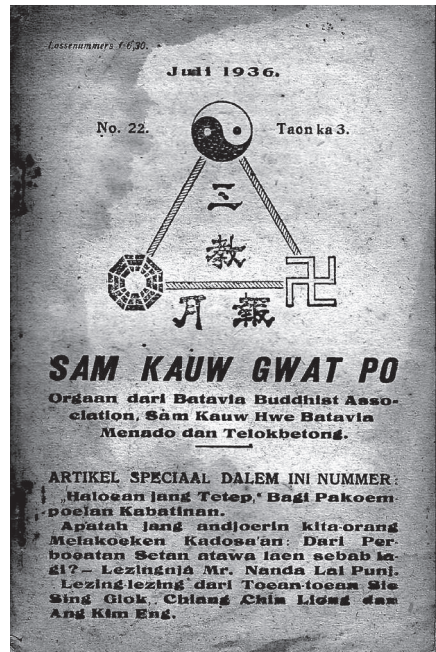 Lossenummers f 0,30.
Juli 1936.
No. 22. Taon ka 3.
三
教
月 報
SAM KAUW GWAT PO
Orgaan dari Batavia Buddhist Asso-
ciation, Sam Kauw Hwe Batavia
Menado dan Telokbetong.
ARTIKEL SPECIAAL DALEM INI NUMMER:
„Haloean jang Tetep,“ Bagi Pakoem-
poelan Kabatinan.
Apatah jang andjoerin kita-orang
Melakoeken Kadosa'an: Dari Per-
boeatan Setan atawa laen sebab la-
gi?— Lezingnja Mr. Nanda Lal Punj.
Lezing-lezing dari Toean-toean Sie
Sing Giok, Chiang Chin Liong dan
Ang Kim Eng.